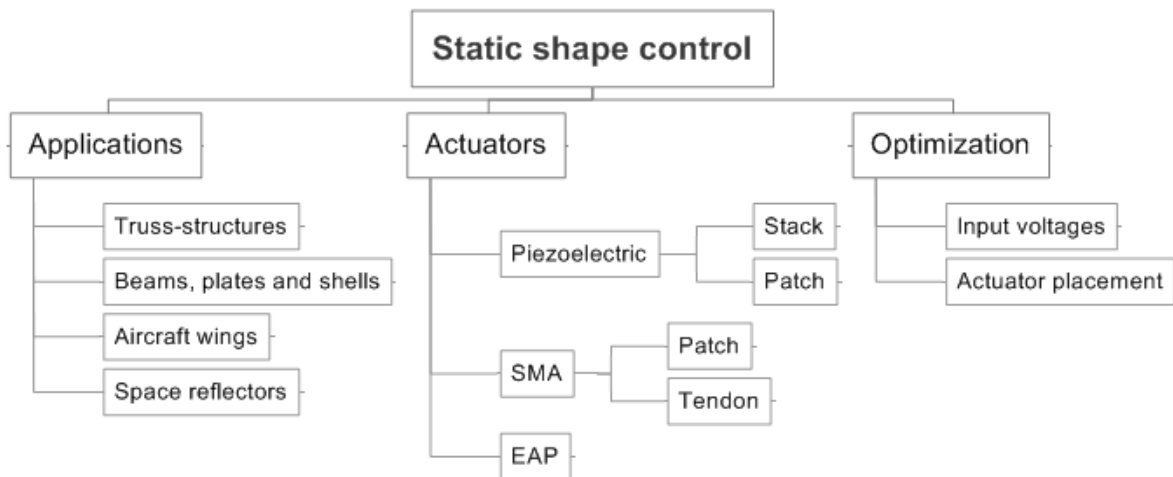 Static shape control
Applications
Actuators
Optimization
Truss-structures
Beams, plates and shells
Aircraft wings
Space reflectors
Piezoelectric
Stack
Patch
SMA
Patch
Tendon
EAP
Input voltages
Actuator placement